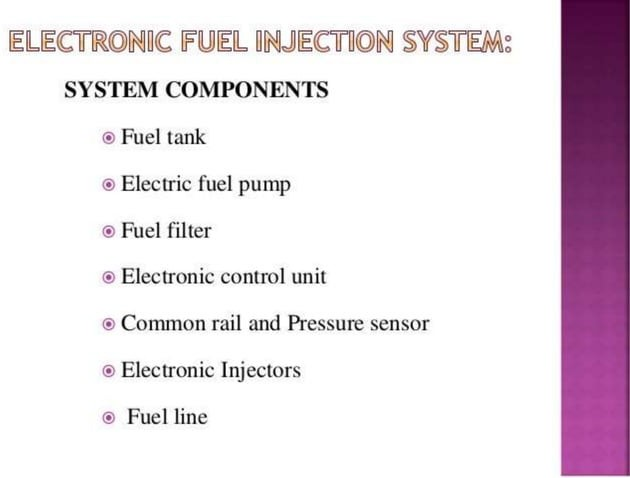 ELECTRONIC FUEL INJECTION SYSTEM:
SYSTEM COMPONENTS
Fuel tank
Electric fuel pump
Fuel filter
Electronic control unit
Common rail and Pressure sensor
Electronic Injectors
Fuel line